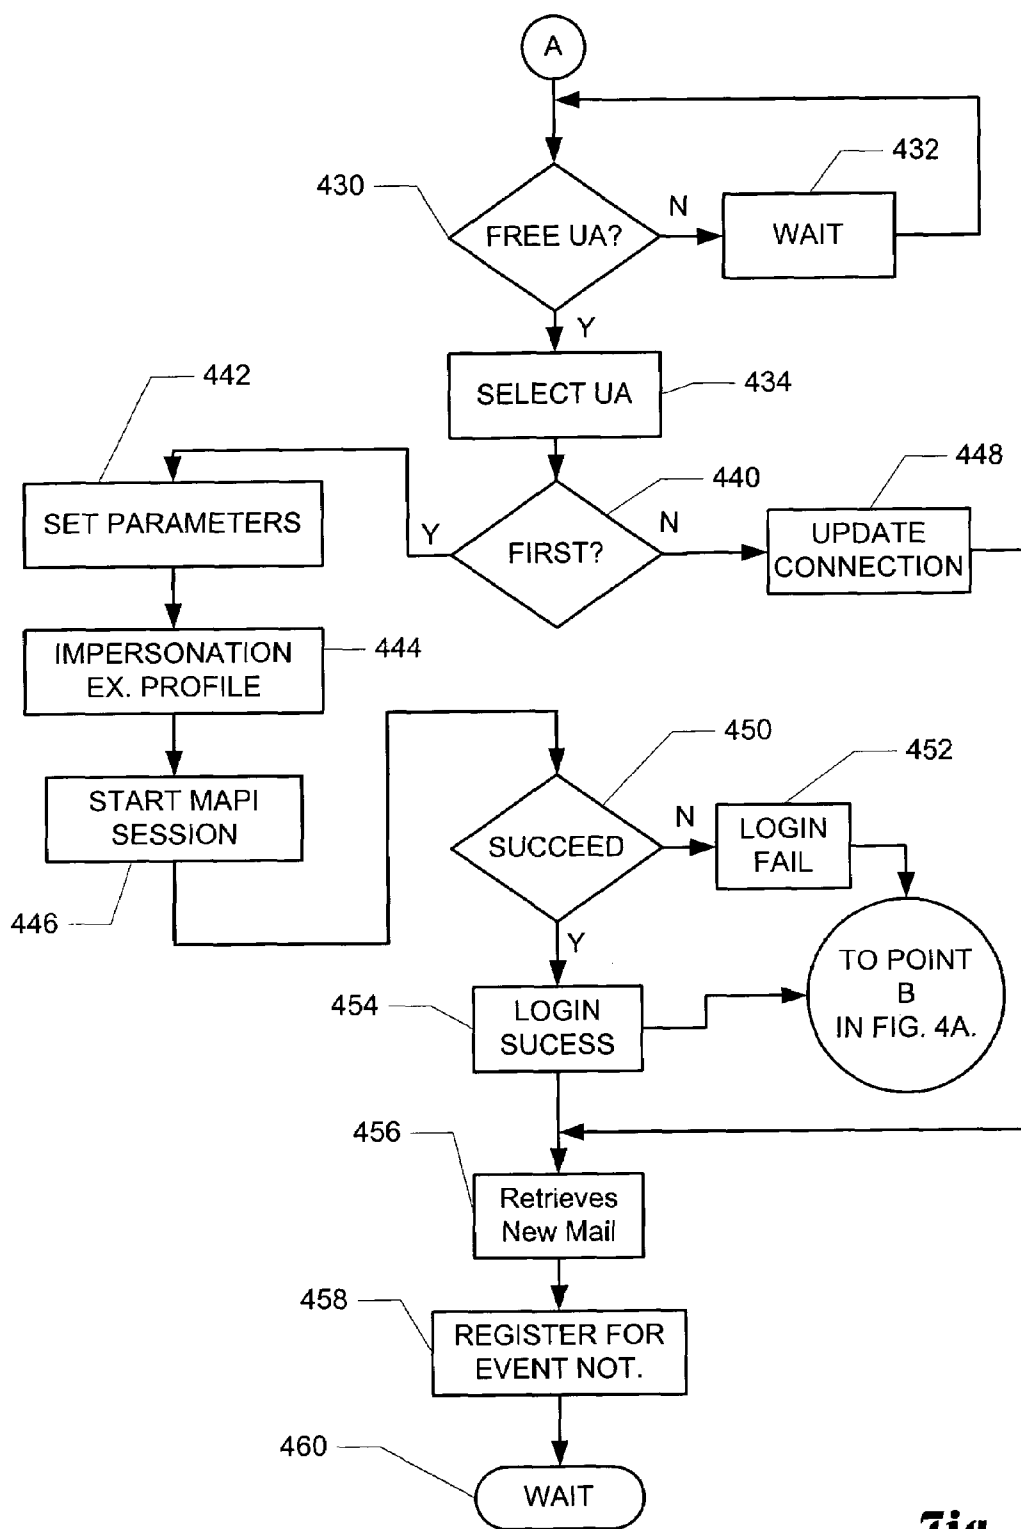 A
432
430
N
FREE UA?
WAIT
Y
442
SELECT UA
434
440
448
SET PARAMETERS
Y
N
FIRST?
UPDATE
CONNECTION
IMPERSONATION
EX. PROFILE
444
450
452
START MAPI
SESSION
SUCCEED
N
LOGIN
FAIL
446
Y
TO POINT
B
IN FIG. 4A.
454
LOGIN
SUCESS
456
Retrieves
New Mail
458
REGISTER FOR
EVENT NOT.
460
WAIT
Fig